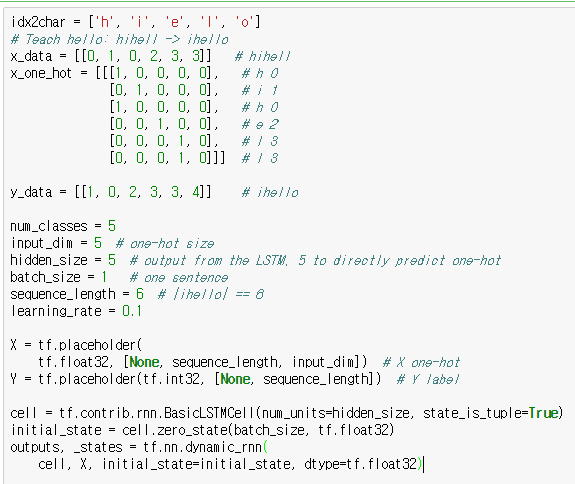 idx2char = ['h', 'i', 'e', 'l', 'o']
# Teach hello: hihell -> ihello
x_data = [[0, 1, 0, 2, 3, 3]]   # hihell
x_one_hot = [[[1, 0, 0, 0, 0],   # h 0
              [0, 1, 0, 0, 0],   # i 1
              [1, 0, 0, 0, 0],   # h 0
              [0, 0, 1, 0, 0],   # e 2
              [0, 0, 0, 1, 0],   # l 3
              [0, 0, 0, 1, 0]]]  # l 3
y_data = [[1, 0, 2, 3, 3, 4]]    # ihello
num_classes = 5
input_dim = 5  # one-hot size
hidden_size = 5  # output from the LSTM. 5 to directly predict one-hot
batch_size = 1   # one sentence
sequence_length = 6  # |ihello| == 6
learning_rate = 0.1
X = tf.placeholder(
    tf.float32, [None, sequence_length, input_dim])  # X one-hot
Y = tf.placeholder(tf.int32, [None, sequence_length])  # Y label
cell = tf.contrib.rnn.BasicLSTMCell(num_units=hidden_size, state_is_tuple=True)
initial_state = cell.zero_state(batch_size, tf.float32)
outputs, _states = tf.nn.dynamic_rnn(
    cell, X, initial_state=initial_state, dtype=tf.float32)